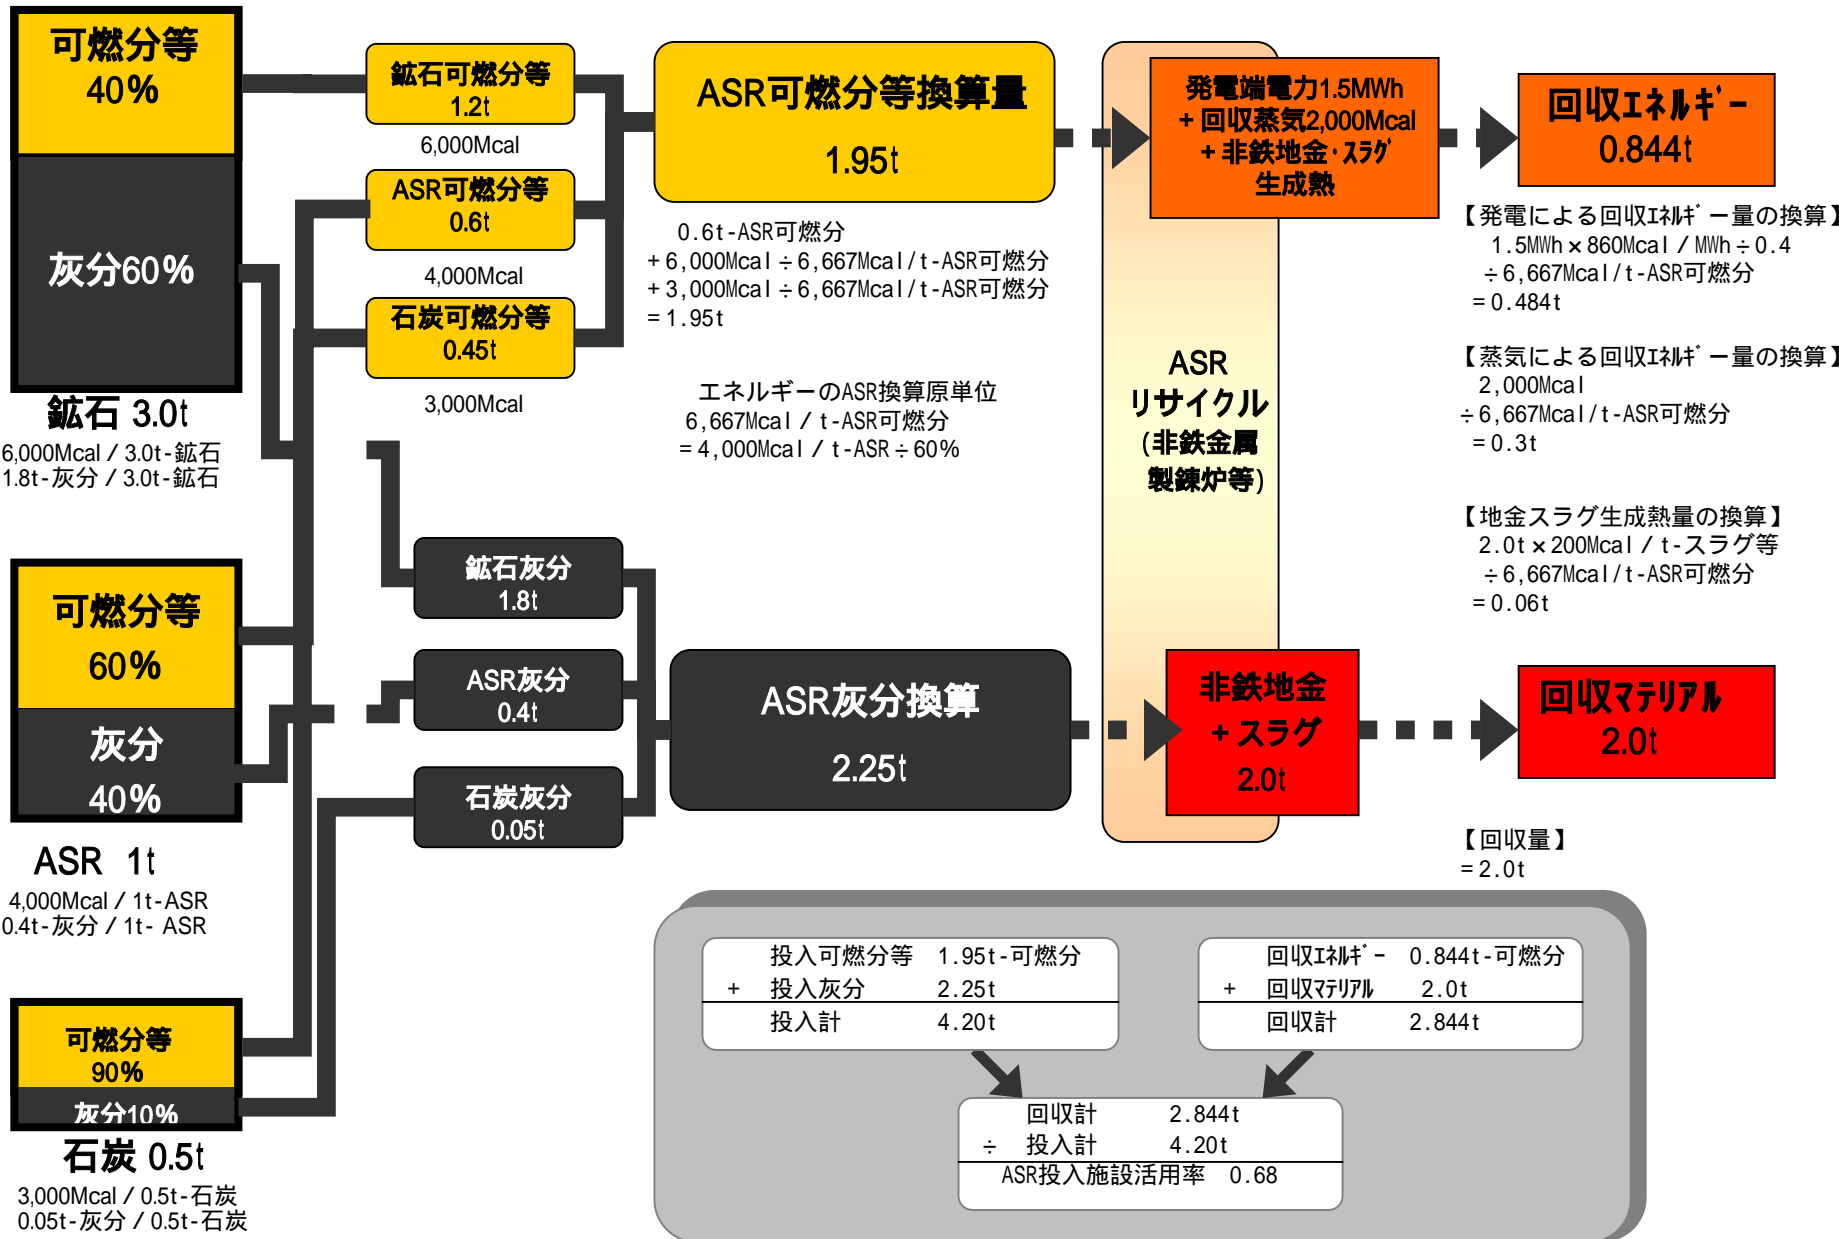 可燃分等
40%
灰分60%
鉱石 3.0t
6,000Mcal / 3.0t-鉱石
1.8t-灰分 / 3.0t-鉱石
可燃分等
60%
灰分
40%
ASR 1t
4,000Mcal / 1t-ASR
0.4t-灰分 / 1t- ASR
可燃分等
90%
灰分10%
石炭 0.5t
3,000Mcal / 0.5t-石炭
0.05t-灰分 / 0.5t-石炭
鉱石可燃分等
1.2t
6,000Mcal
ASR可燃分等
0.6t
4,000Mcal
石炭可燃分等
0.45t
3,000Mcal
鉱石灰分
1.8t
ASR灰分
0.4t
石炭灰分
0.05t
ASR可燃分等換算量
1.95t
0.6t-ASR可燃分
+6,000Mcal÷6,667Mcal/t-ASR可燃分
+3,000Mcal÷6,667Mcal/t-ASR可燃分
=1.95t
エネルギーのASR換算原単位
6,667Mcal / t-ASR可燃分
=4,000Mcal / t-ASR÷60%
ASR灰分換算
2.25t
ASR
リサイクル
(非鉄金属
製錬炉等)
発電端電力1.5MWh
+回収蒸気2,000Mcal
+非鉄地金・ｽﾗｸﾞ
生成熱
非鉄地金
+スラグ
2.0t
回収ｴﾈﾙｷﾞｰ
0.844t
【発電による回収ｴﾈﾙｷﾞｰ量の換算】
1.5MWh×860Mcal / MWh÷0.4
÷6,667Mcal/t-ASR可燃分
=0.484t
【蒸気による回収ｴﾈﾙｷﾞｰ量の換算】
2,000Mcal
÷6,667Mcal/t-ASR可燃分
=0.3t
【地金スラグ生成熱量の換算】
2.0t×200Mcal / t-スラグ等
÷6,667Mcal/t-ASR可燃分
=0.06t
回収ﾏﾃﾘｱﾙ
2.0t
【回収量】
=2.0t
投入可燃分等 1.95t-可燃分
+ 投入灰分 2.25t
投入計 4.20t
回収ｴﾈﾙｷﾞｰ 0.844t-可燃分
+ 回収ﾏﾃﾘｱﾙ 2.0t
回収計 2.844t
回収計 2.844t
÷ 投入計 4.20t
ASR投入施設活用率 0.68